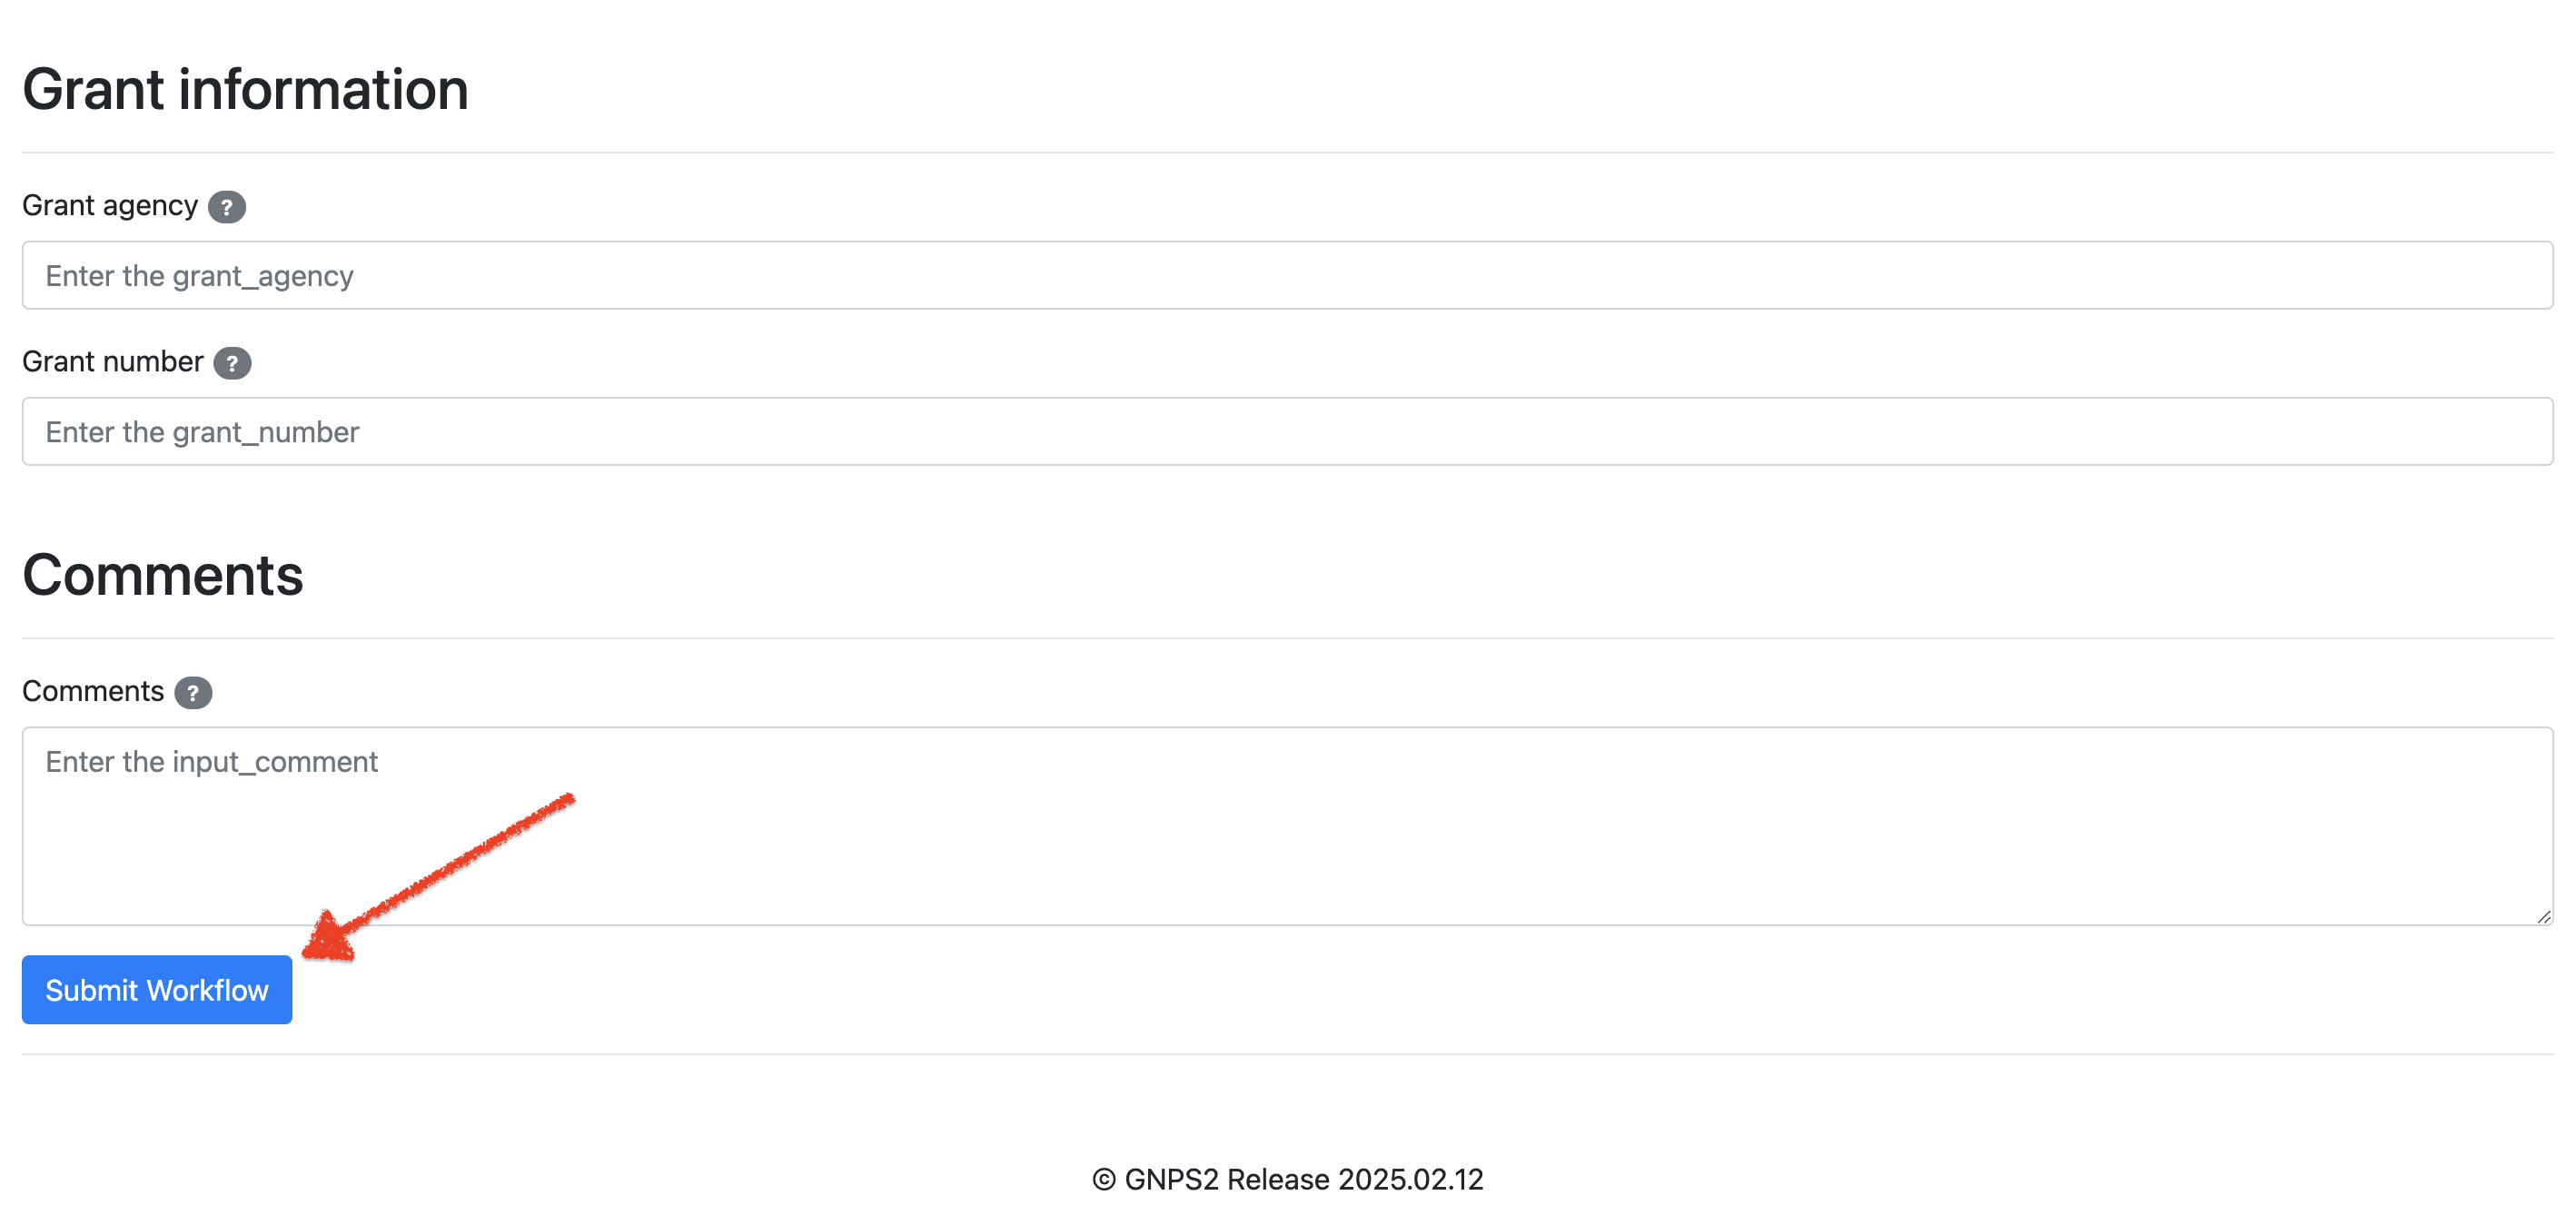 Grant information
Grant agency ?
Enter the grant_agency
Grant number ?
Enter the grant_number
Comments
Comments ?
Enter the input_comment
Submit Workflow
© GNPS2 Release 2025.02.12